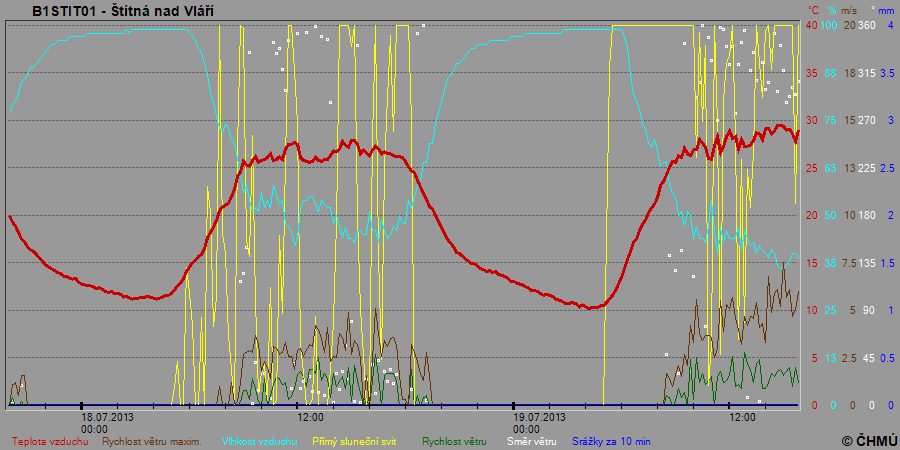 B1STIT01 - Štítná nad Vláří
°C % m/s ° mm
40 100 20 360 4
35 88 18 315 3.5
30 75 15 270 3
25 63 13 225 2.5
20 50 10 180 2
15 38 7.5 135 1.5
10 25 5 90 1
5 13 2.5 45 0.5
0 0 0 0 0
18.07.2013 12:00 19.07.2013 12:00
00:00 00:00
Teplota vzduchu Rychlost větru maxim. Vlhkost vzduchu Přímý sluneční svit Rychlost větru Směr větru Srážky za 10 min
© ČHMÚ